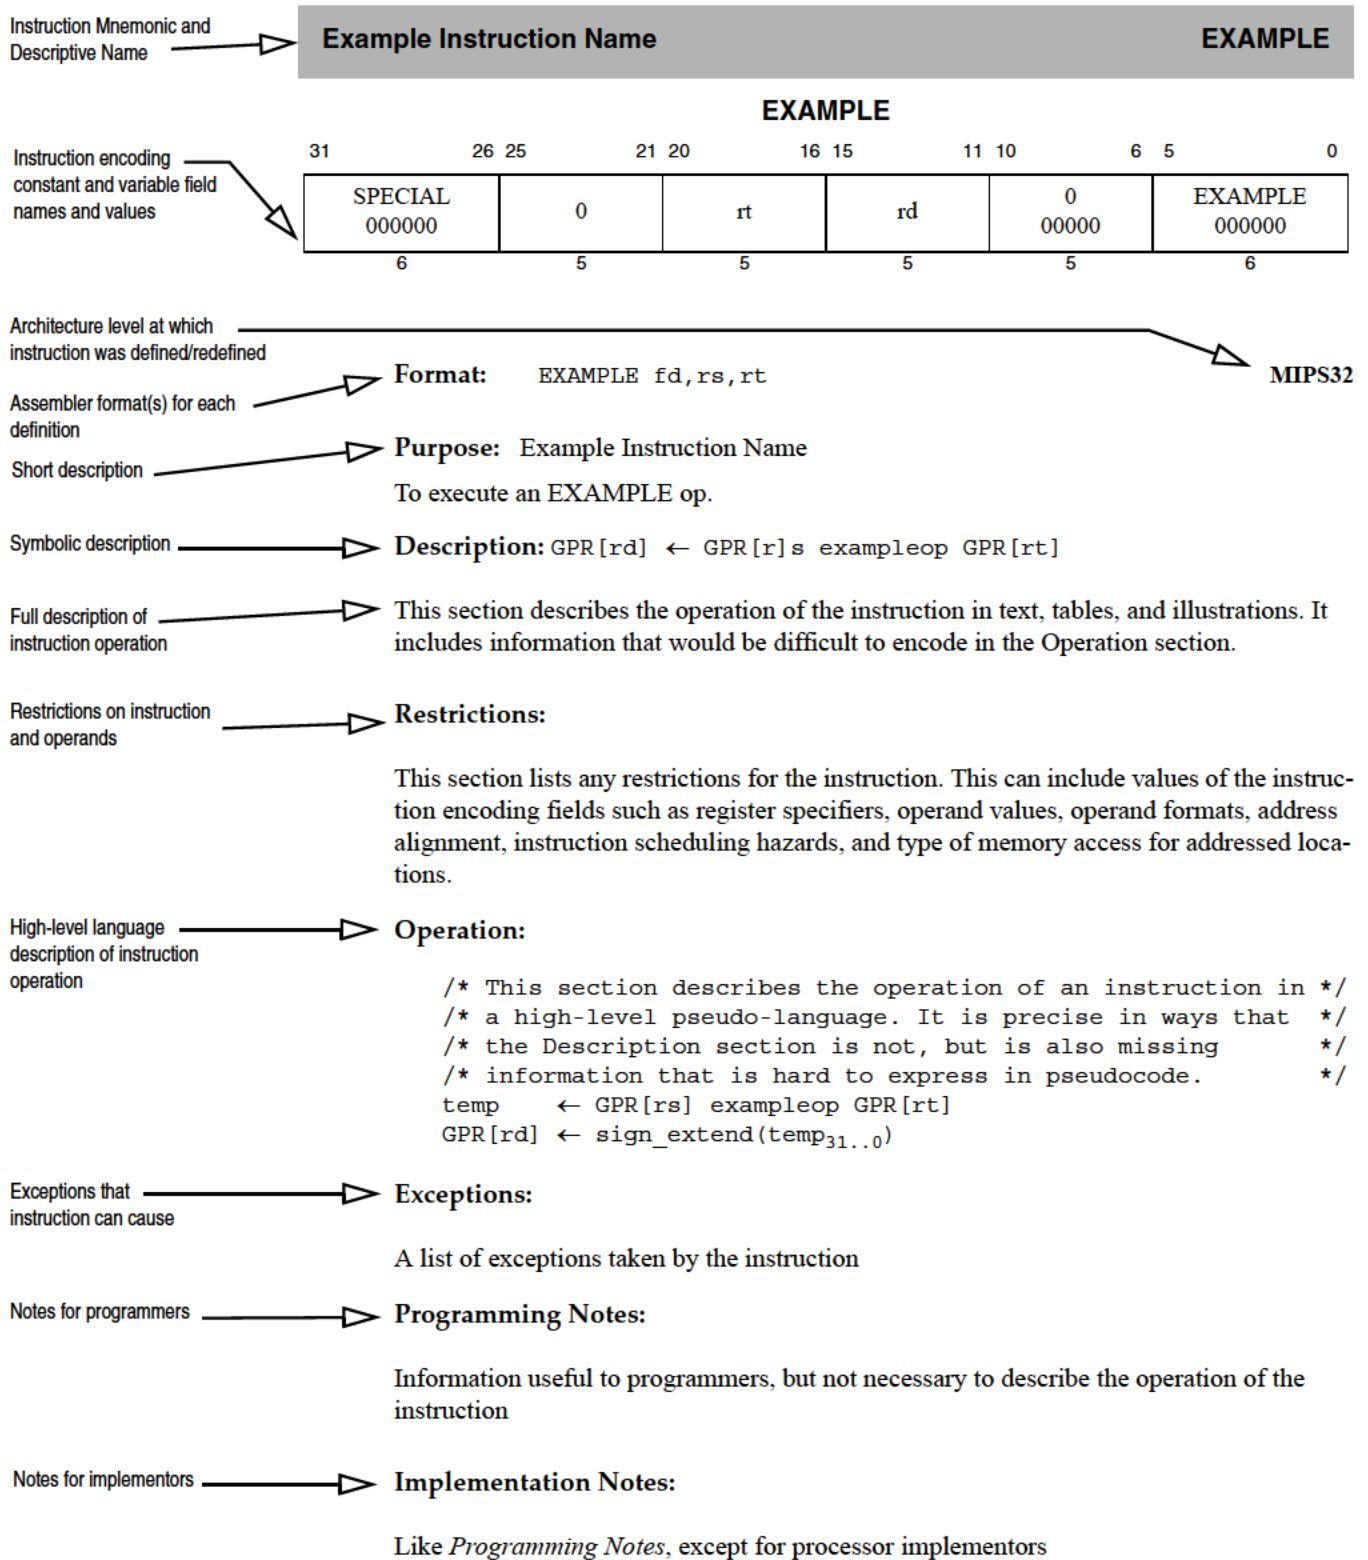 Instruction Mnemonic and
Descriptive Name
Example Instruction Name EXAMPLE
EXAMPLE
31 26 25 21 20 16 15 11 10 6 5 0
Instruction encoding
constant and variable field
names and values
SPECIAL 0 rt rd 0 EXAMPLE
000000 00000 000000
6 5 5 5 5 6
Architecture level at which
instruction was defined/redefined
Format: EXAMPLE fd,rs,rt MIPS32
Assembler format(s) for each
definition
Purpose: Example Instruction Name
Short description
To execute an EXAMPLE op.
Symbolic description
Description: GPR[rd] ← GPR[r]s exampleop GPR[rt]
Full description of
instruction operation
This section describes the operation of the instruction in text, tables, and illustrations. It
includes information that would be difficult to encode in the Operation section.
Restrictions on instruction
and operands
Restrictions:
This section lists any restrictions for the instruction. This can include values of the instruc-
tion encoding fields such as register specifiers, operand values, operand formats, address
alignment, instruction scheduling hazards, and type of memory access for addressed loca-
tions.
High-level language
description of instruction
operation
Operation:
/* This section describes the operation of an instruction in */
/* a high-level pseudo-language. It is precise in ways that */
/* the Description section is not, but is also missing */
/* information that is hard to express in pseudocode. */
temp ← GPR[rs] exampleop GPR[rt]
GPR[rd] ← sign_extend(temp31..0)
Exceptions that
instruction can cause
Exceptions:
A list of exceptions taken by the instruction
Notes for programmers
Programming Notes:
Information useful to programmers, but not necessary to describe the operation of the
instruction
Notes for implementors
Implementation Notes:
Like Programming Notes, except for processor implementors